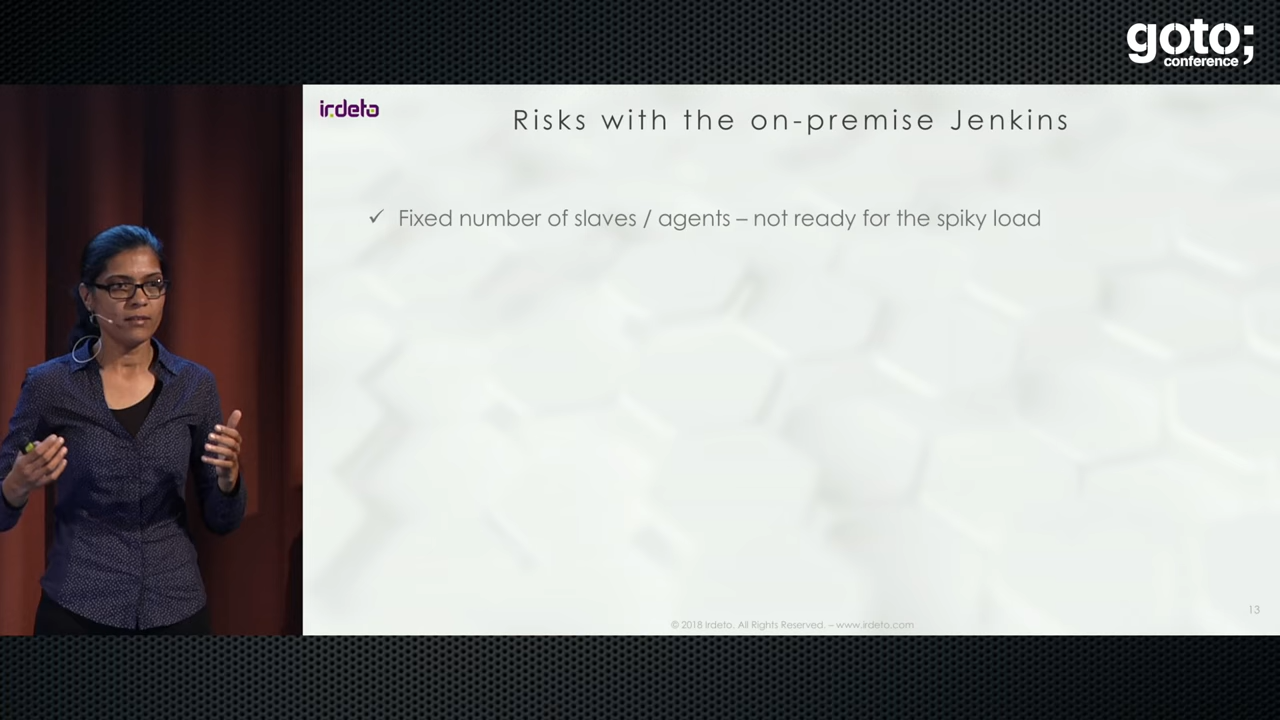 goto;
conference
irdeto
Risks with the on-premise Jenkins
✓ Fixed number of slaves / agents – not ready for the spiky load
13
© 2018 Irdeto. All Rights Reserved. – www.irdeto.com